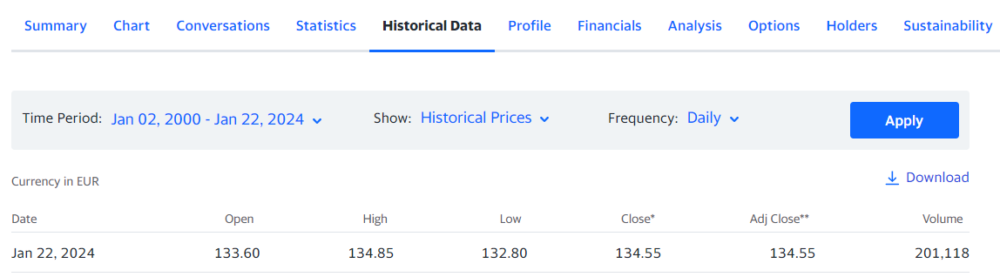 Summary Chart Conversations Statistics Historical Data Profile Financials Analysis Options Holders Sustainability
Time Period: Jan 02, 2000 - Jan 22, 2024 Show: Historical Prices Frequency: Daily Apply
Currency in EUR Download
Date Open High Low Close* Adj Close** Volume
Jan 22, 2024 133.60 134.85 132.80 134.55 134.55 201,118